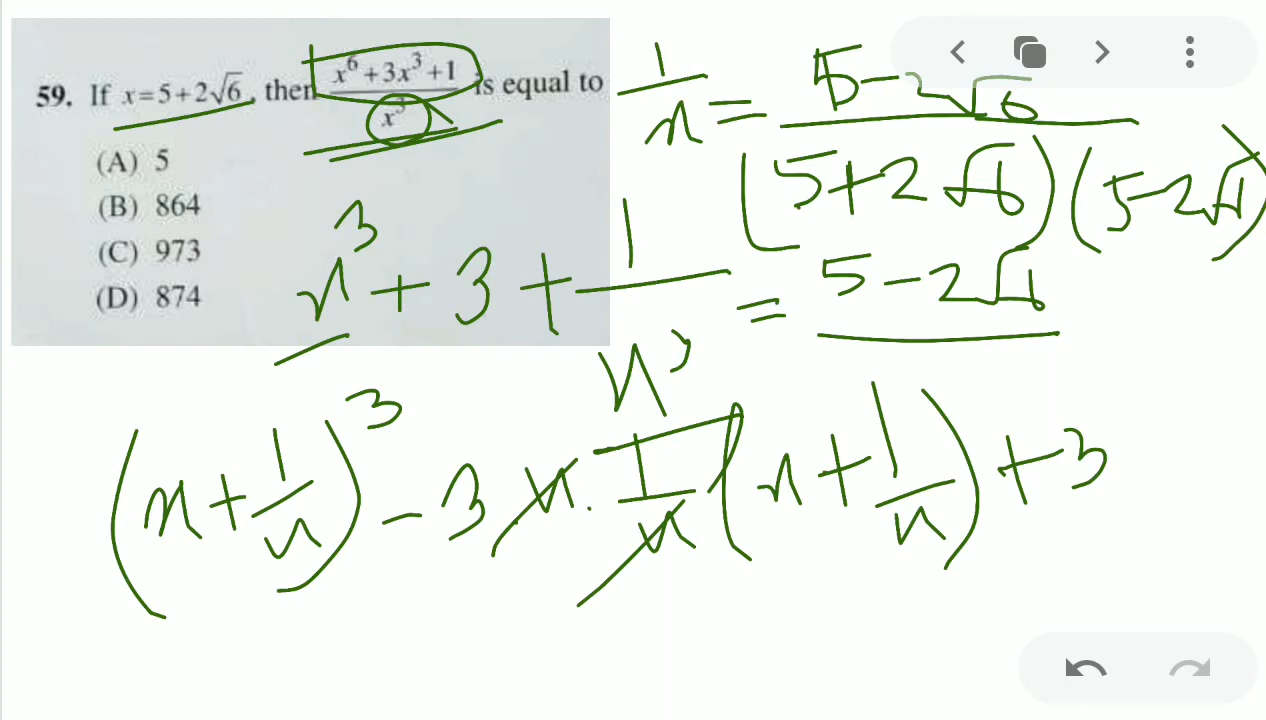 59. If x=5+2√6, then (x⁶+3x³+1)/x³ is equal to
(A) 5
(B) 864
(C) 973
(D) 874
1/x = (5-2√6)/((5+2√6)(5-2√6))
= 5-2√6
x³+3+1/x³
(x+1/x)³-3x.1/x(x+1/x)+3